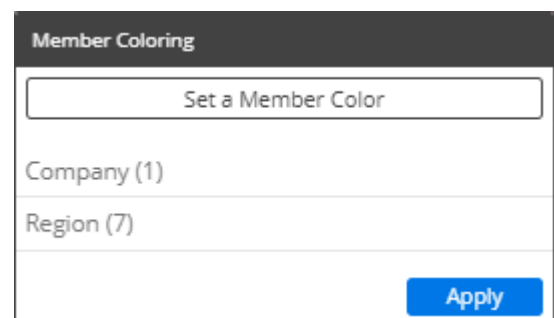 Member Coloring
Set a Member Color
Company (1)
Region (7)
Apply